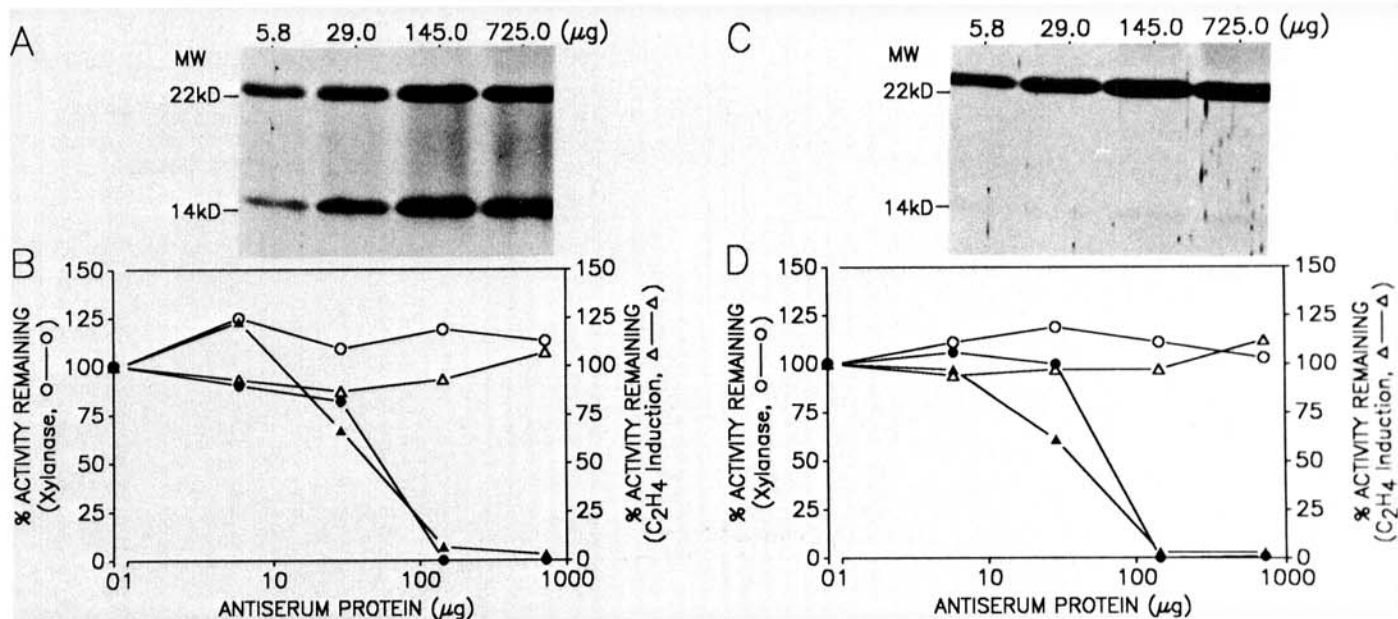 A
5.8 29.0 145.0 725.0 (μg)
MW
22kD
14kD
C
5.8 29.0 145.0 725.0 (μg)
MW
22kD
14kD
B
% ACTIVITY REMAINING
(Xylanase, ○—○)
150
125
100
75
50
25
0
150
100
50
0
% ACTIVITY REMAINING
(C₂H₄ Induction, Δ—Δ)
01 10 100 1000
ANTISERUM PROTEIN (μg)
D
% ACTIVITY REMAINING
(Xylanase, ○—○)
150
125
100
75
50
25
0
150
125
100
75
50
25
0
% ACTIVITY REMAINING
(C₂H₄ Induction, Δ—Δ)
01 10 100 1000
ANTISERUM PROTEIN (μg)